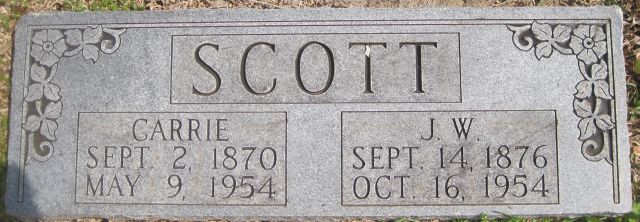 SCOTT
CARRIE
SEPT. 2, 1870
MAY 9, 1954
J. W.
SEPT. 14, 1876
OCT. 16, 1954